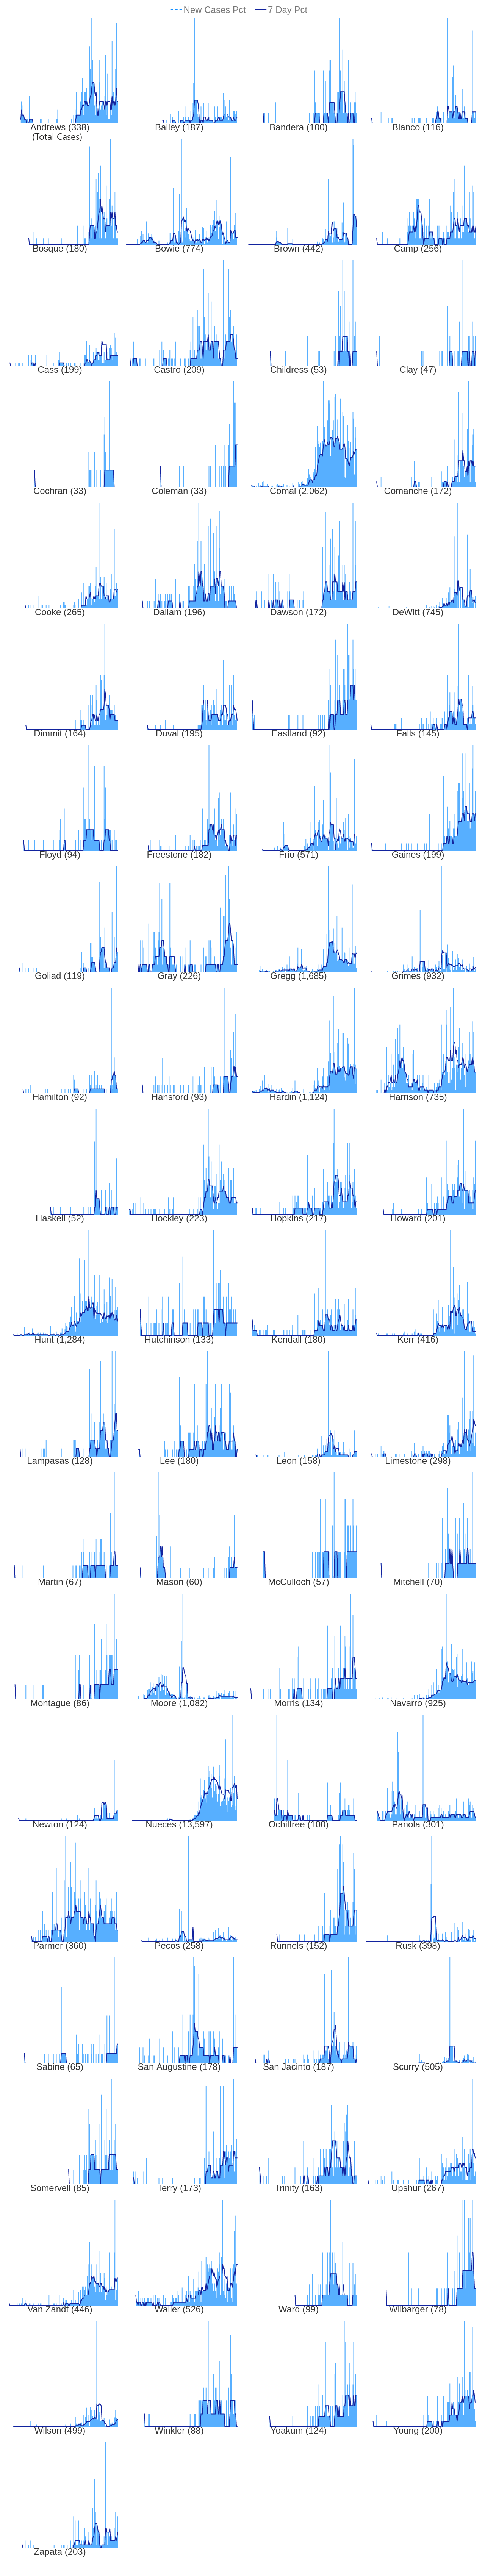 New Cases Pct 7 Day Pct
Andrews (338) Bailey (187) Bandera (100) Blanco (116)
(Total Cases)
Bosque (180) Bowie (774) Brown (442) Camp (256)
Cass (199) Castro (209) Childress (53) Clay (47)
Cochran (33) Coleman (33) Comal (2,062) Comanche (172)
Cooke (265) Dallam (196) Dawson (172) DeWitt (745)
Dimmit (164) Duval (195) Eastland (92) Falls (145)
Floyd (94) Freestone (182) Frio (571) Gaines (199)
Goliad (119) Gray (226) Gregg (1,685) Grimes (932)
Hamilton (92) Hansford (93) Hardin (1,124) Harrison (735)
Haskell (52) Hockley (223) Hopkins (217) Howard (201)
Hunt (1,284) Hutchinson (133) Kendall (180) Kerr (416)
Lampasas (128) Lee (180) Leon (158) Limestone (298)
Martin (67) Mason (60) McCulloch (57) Mitchell (70)
Montague (86) Moore (1,082) Morris (134) Navarro (925)
Newton (124) Nueces (13,597) Ochiltree (100) Panola (301)
Parmer (360) Pecos (258) Runnels (152) Rusk (398)
Sabine (65) San Augustine (178) San Jacinto (187) Scurry (505)
Somervell (85) Terry (173) Trinity (163) Upshur (267)
Van Zandt (446) Waller (526) Ward (99) Wilbarger (78)
Wilson (499) Winkler (88) Yoakum (124) Young (200)
Zapata (203)